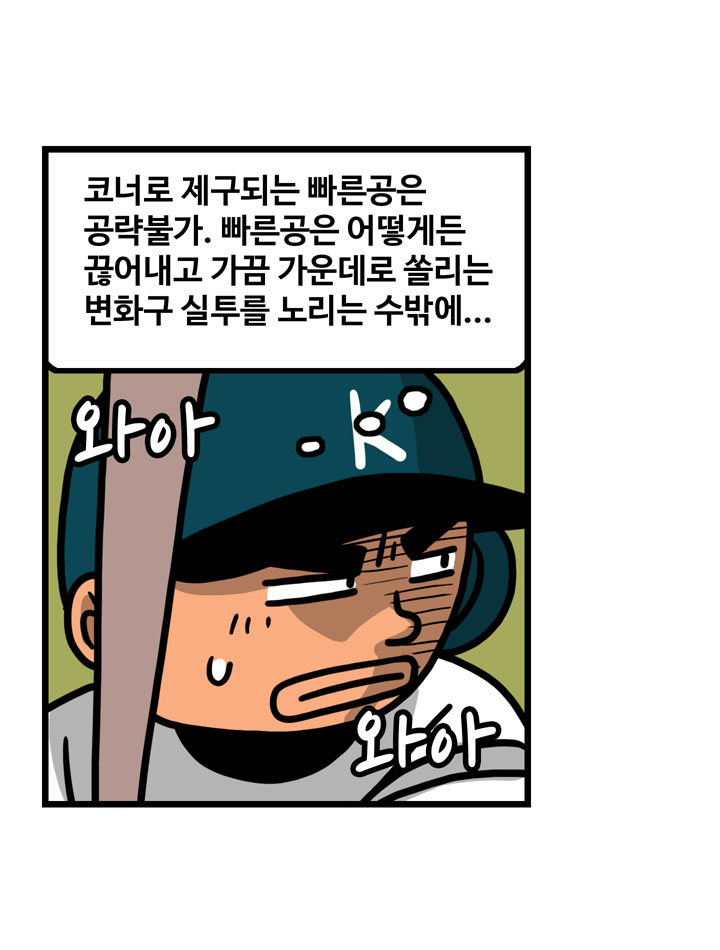 코너로 제구되는 빠른공은
공략불가. 빠른공은 어떻게든
끊어내고 가끔 가운데로 쏠리는
변화구 실투를 노리는 수밖에...
와아
K
와아